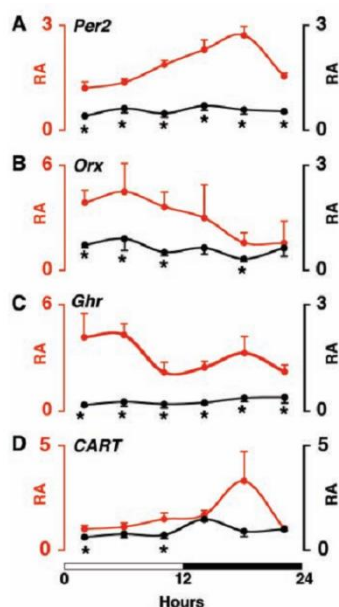 A Per2
3 3
RA RA
0 0
* * * * * *
B Orx
6 3
RA RA
0 0
* * * *
C Ghr
6 3
RA RA
0 0
* * * * * *
D CART
5 5
RA RA
0 0
* *
0 12 24
Hours